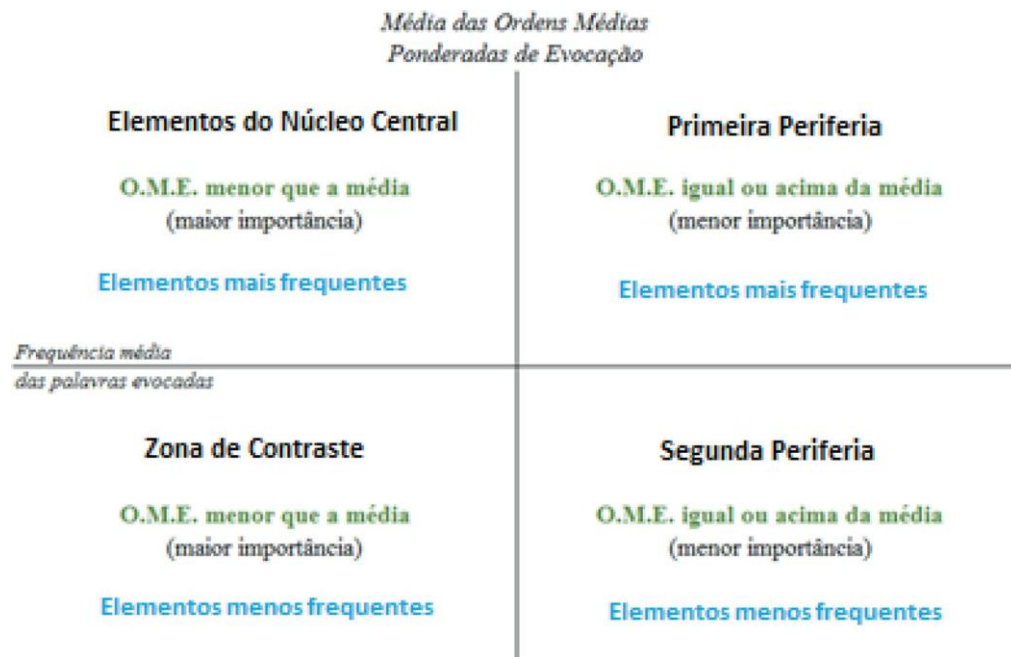 Média das Ordens Médias
Ponderadas de Evocação
Elementos do Núcleo Central
O.M.E. menor que a média
(maior importância)
Elementos mais frequentes
Primeira Periferia
O.M.E. igual ou acima da média
(menor importância)
Elementos mais frequentes
Frequência média
das palavras evocadas
Zona de Contraste
O.M.E. menor que a média
(maior importância)
Elementos menos frequentes
Segunda Periferia
O.M.E. igual ou acima da média
(menor importância)
Elementos menos frequentes